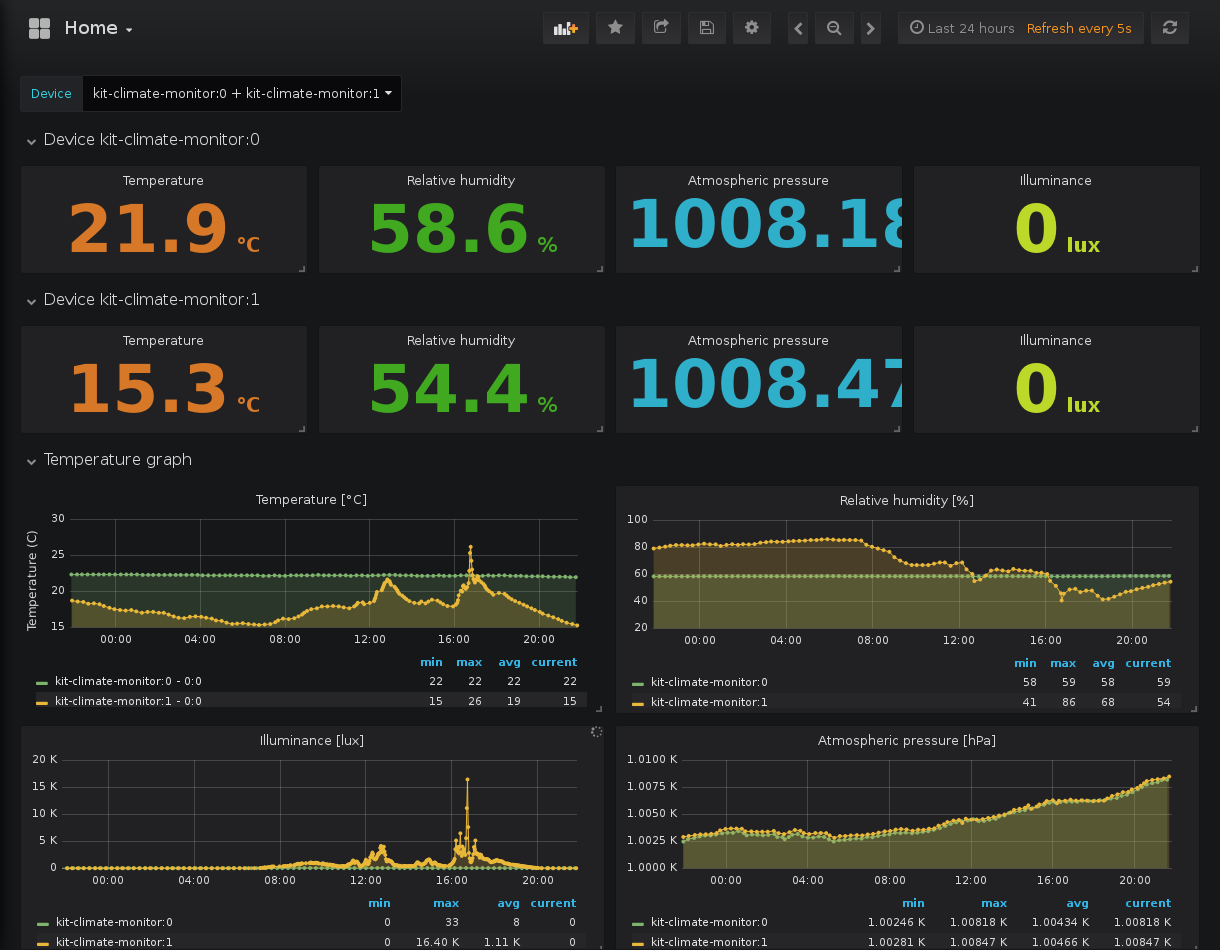 Home
Last 24 hours Refresh every 5s
Device kit-climate-monitor:0 + kit-climate-monitor:1
Device kit-climate-monitor:0
Temperature Relative humidity Atmospheric pressure Illuminance
21.9 °C 58.6 % 1008.18 0 lux
Device kit-climate-monitor:1
Temperature Relative humidity Atmospheric pressure Illuminance
15.3 °C 54.4 % 1008.47 0 lux
Temperature graph
Temperature [°C]
Temperature (C)
30
25
20
15
00:00 04:00 08:00 12:00 16:00 20:00
min max avg current
kit-climate-monitor:0 - 0:0 22 22 22 22
kit-climate-monitor:1 - 0:0 15 26 19 15
Relative humidity [%]
100
80
60
40
20
00:00 04:00 08:00 12:00 16:00 20:00
min max avg current
kit-climate-monitor:0 58 59 58 59
kit-climate-monitor:1 41 86 68 54
Illuminance [lux]
20 K
15 K
10 K
5 K
0
00:00 04:00 08:00 12:00 16:00 20:00
min max avg current
kit-climate-monitor:0 0 33 8 0
kit-climate-monitor:1 0 16.40 K 1.11 K 0
Atmospheric pressure [hPa]
1.0100 K
1.0075 K
1.0050 K
1.0025 K
1.0000 K
00:00 04:00 08:00 12:00 16:00 20:00
min max avg current
kit-climate-monitor:0 1.00246 K 1.00818 K 1.00434 K 1.00818 K
kit-climate-monitor:1 1.00281 K 1.00847 K 1.00466 K 1.00847 K